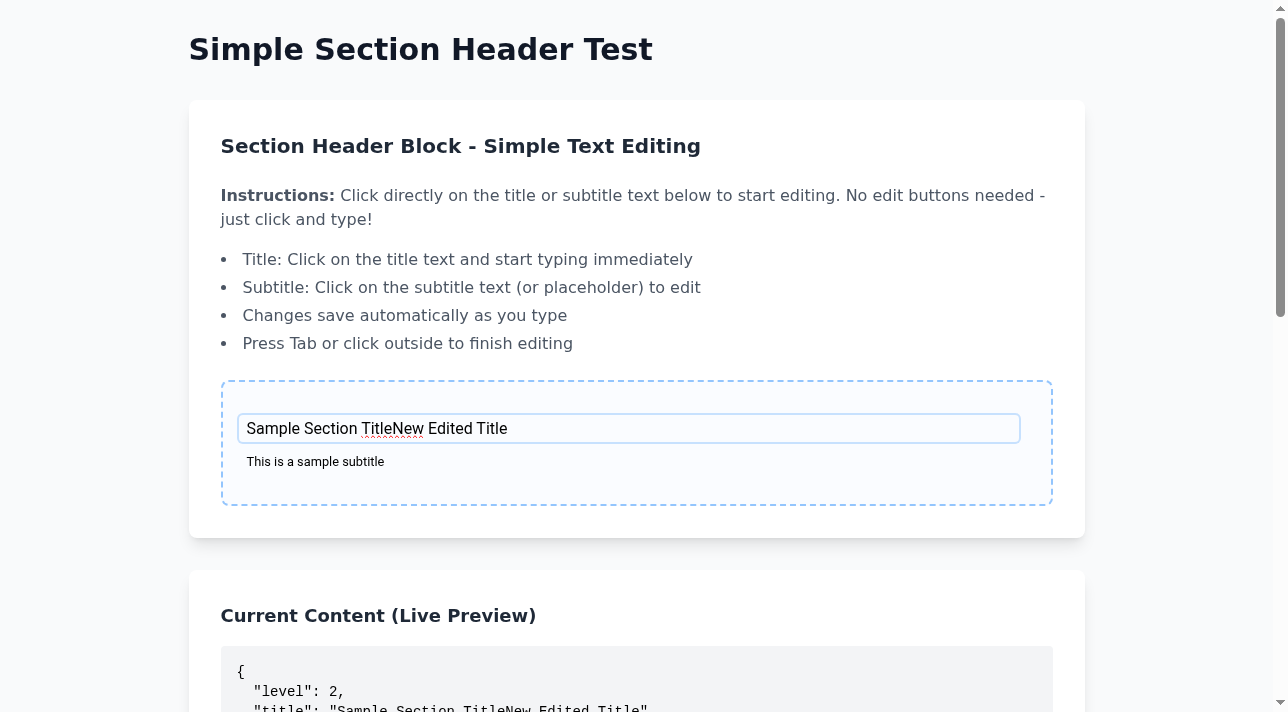 Simple Section Header Test
Section Header Block - Simple Text Editing
Instructions: Click directly on the title or subtitle text below to start editing. No edit buttons needed -
just click and type!
• Title: Click on the title text and start typing immediately
• Subtitle: Click on the subtitle text (or placeholder) to edit
• Changes save automatically as you type
• Press Tab or click outside to finish editing
Sample Section TitleNew Edited Title
This is a sample subtitle
Current Content (Live Preview)
{
"level": 2,
"title": "Sample Section TitleNew Edited Title"